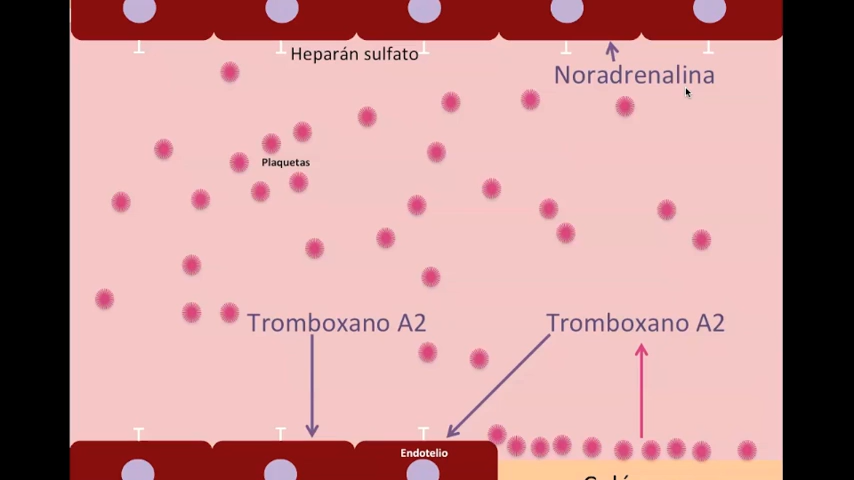 Heparán sulfato
Noradrenalina
Plaquetas
Tromboxano A2
Tromboxano A2
Endotelio